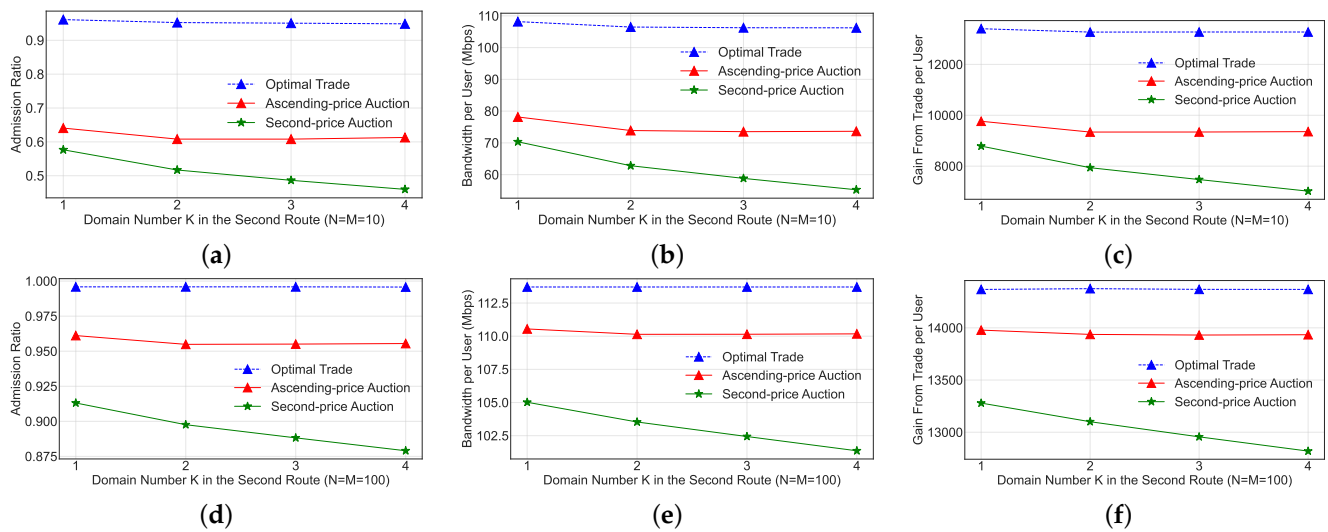 Admission Ratio
0.9
0.8
0.7
0.6
0.5
Optimal Trade
Ascending-price Auction
Second-price Auction
1 2 3 4
Domain Number K in the Second Route (N=M=10)
(a)
Bandwidth per User (Mbps)
110
100
90
80
70
60
Optimal Trade
Ascending-price Auction
Second-price Auction
1 2 3 4
Domain Number K in the Second Route (N=M=10)
(b)
Gain From Trade per User
12000
10000
8000
Optimal Trade
Ascending-price Auction
Second-price Auction
1 2 3 4
Domain Number K in the Second Route (N=M=10)
(c)
Admission Ratio
1.000
0.975
0.950
0.925
0.900
0.875
Optimal Trade
Ascending-price Auction
Second-price Auction
1 2 3 4
Domain Number K in the Second Route (N=M=100)
(d)
Bandwidth per User (Mbps)
112.5
110.0
107.5
105.0
102.5
Optimal Trade
Ascending-price Auction
Second-price Auction
1 2 3 4
Domain Number K in the Second Route (N=M=100)
(e)
Gain From Trade per User
14000
13500
13000
Optimal Trade
Ascending-price Auction
Second-price Auction
1 2 3 4
Domain Number K in the Second Route (N=M=100)
(f)